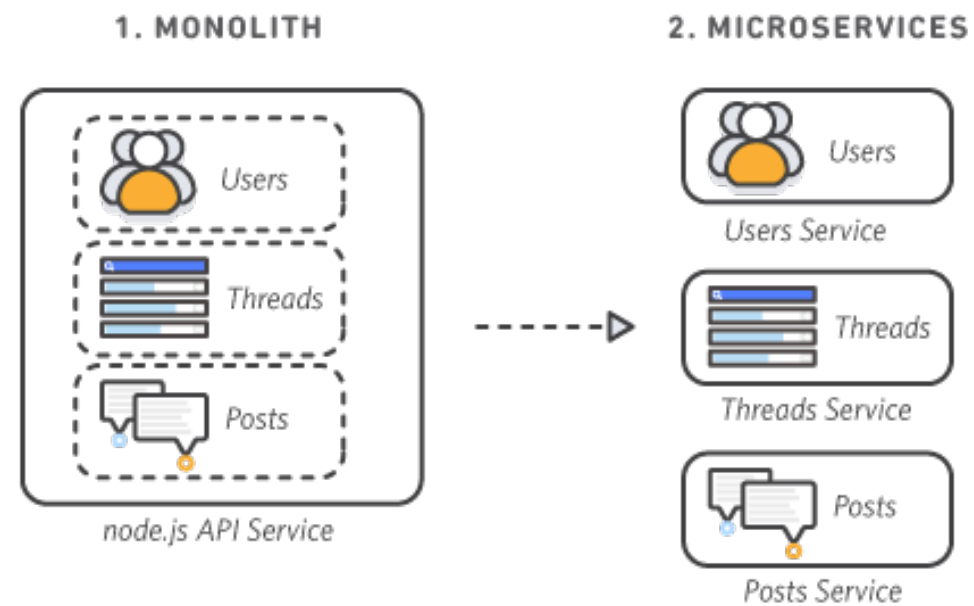 1. MONOLITH
Users
Threads
Posts
node.js API Service
2. MICROSERVICES
Users
Users Service
Threads
Threads Service
Posts
Posts Service